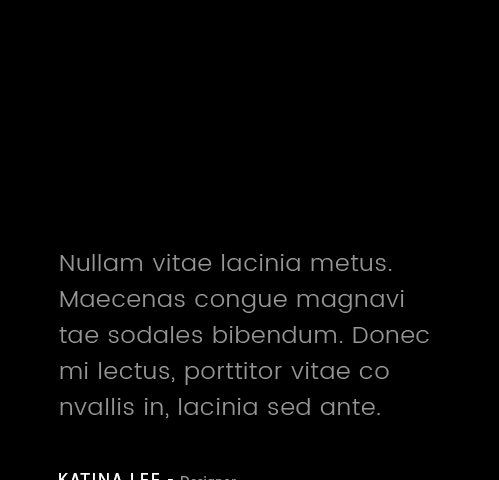 Nullam vitae lacinia metus.
Maecenas congue magnavi
tae sodales bibendum. Donec
mi lectus, porttitor vitae co
nvallis in, lacinia sed ante.
KATINA LEE - Designer